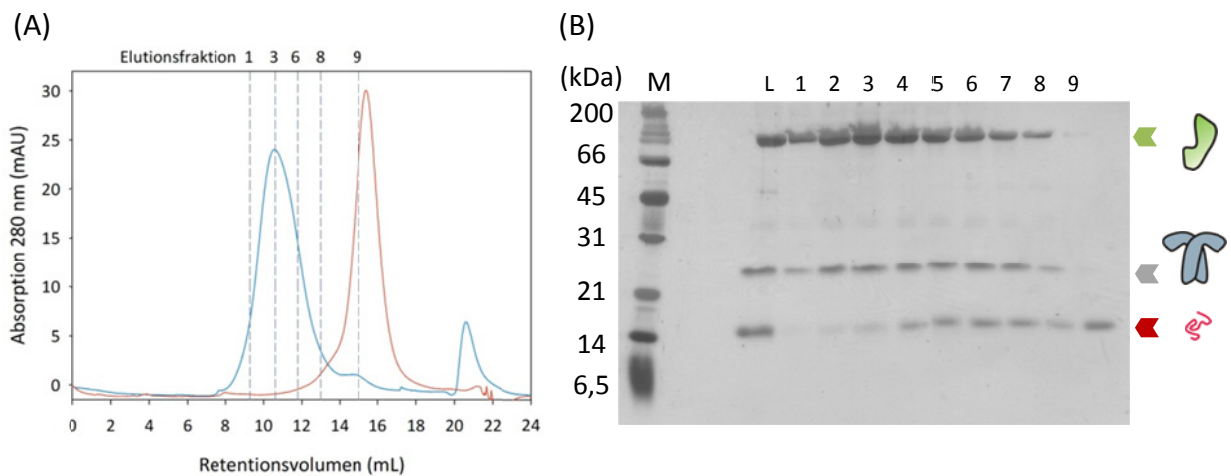 (A)
Elutionsfraktion 1 3 6 8 9
30
25
20
15
10
5
0
Absorption 280 nm (mAU)
0 2 4 6 8 10 12 14 16 18 20 22 24
Retentionsvolumen (mL)
(B)
(kDa) M L 1 2 3 4 5 6 7 8 9
200
66
45
31
21
14
6,5